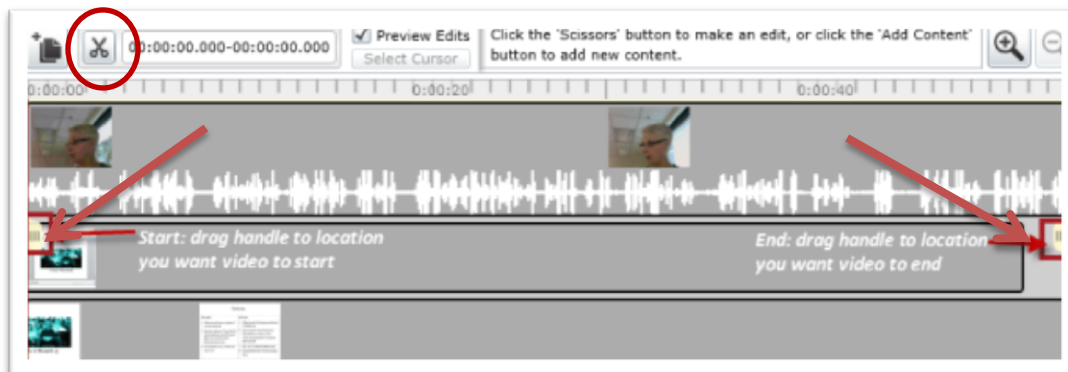 00:00:00.000-00:00:00.000
Preview Edits
Select Cursor
Click the 'Scissors' button to make an edit, or click the 'Add Content'
button to add new content.
0:00:00
0:00:20
0:00:40
Start: drag handle to location
you want video to start
End: drag handle to location
you want video to end